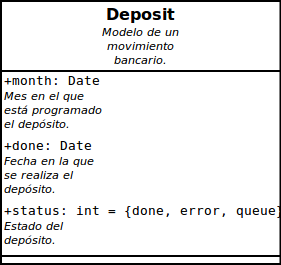 Deposit
Modelo de un
movimiento
bancario.
+month: Date
Mes en el que
está programado
el depósito.
+done: Date
Fecha en la que
se realiza el
depósito.
+status: int = {done, error, queue}
Estado del
depósito.